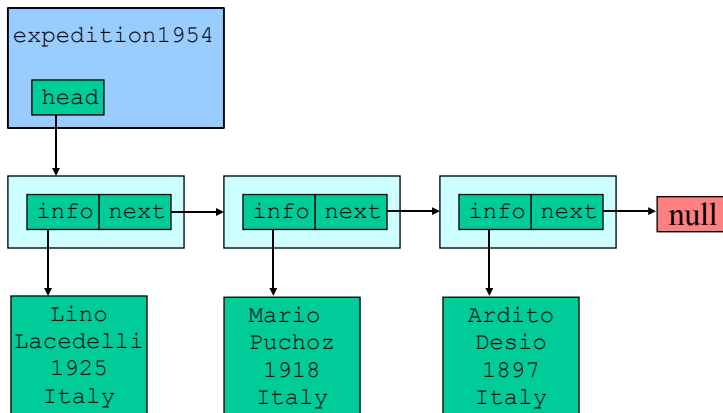 expedition1954
head
info next
info next
info next
null
Lino
Lacedelli
1925
Italy
Mario
Puchoz
1918
Italy
Ardito
Desio
1897
Italy